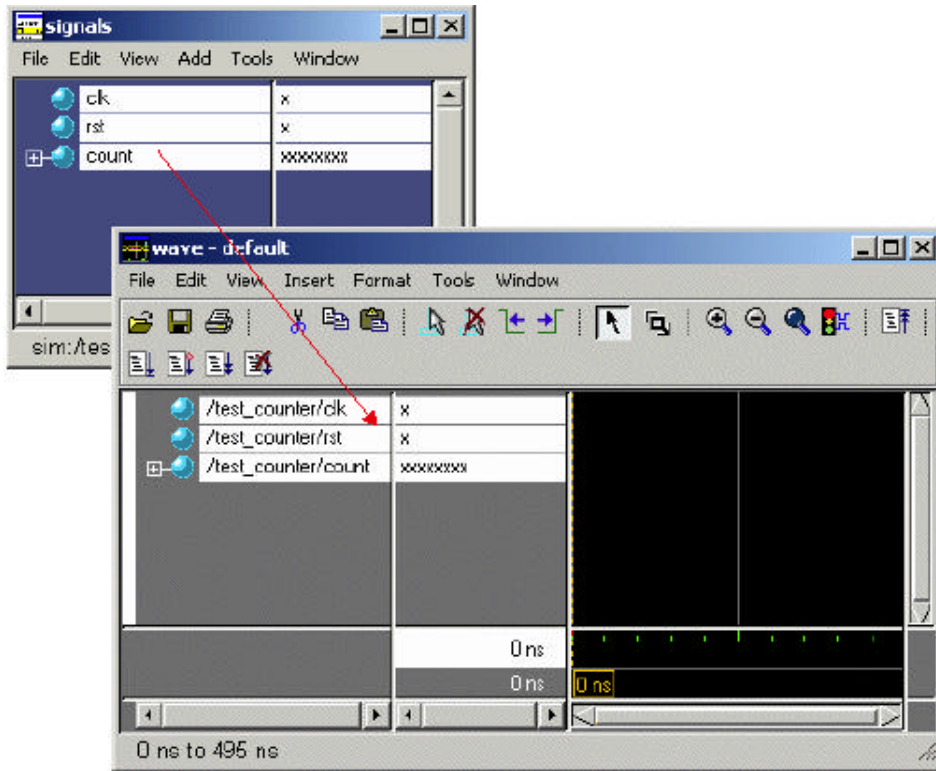 signals
File Edit View Add Tools Window
clk x
rst x
count xxxxxxxx
sim:/tes
wave - default
File Edit View Insert Format Tools Window
/test_counter/clk x
/test_counter/rst x
/test_counter/count xxxxxxxx
0 ns
0 ns
0 ns
0 ns to 495 ns